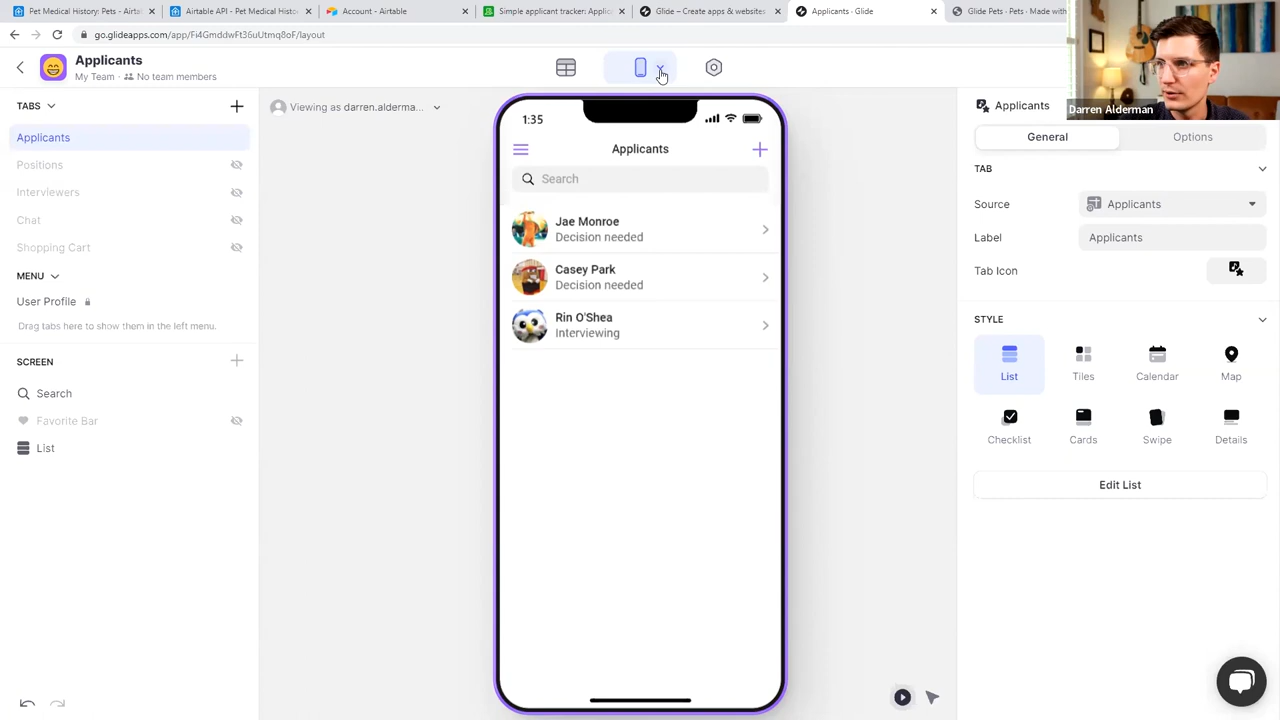 Pet Medical History: Pets - Airta
Airtable API - Pet Medical Histo
Account - Airtable
Simple applicant tracker: Applic
Glide – Create apps & websites
Applicants · Glide
Glide Pets · Pets · Made with
go.glideapps.com/app/Fi4GmddwFt36uUtmq8oF/layout
Applicants
My Team · No team members
Darren Alderman
TABS
Applicants
Positions
Interviewers
Chat
Shopping Cart
MENU
User Profile
Drag tabs here to show them in the left menu.
SCREEN
Search
Favorite Bar
List
Viewing as darren.alderma...
1:35
Applicants
Search
Jae Monroe
Decision needed
Casey Park
Decision needed
Rin O'Shea
Interviewing
Applicants
General
Options
TAB
Source
Applicants
Label
Applicants
Tab Icon
STYLE
List
Tiles
Calendar
Map
Checklist
Cards
Swipe
Details
Edit List